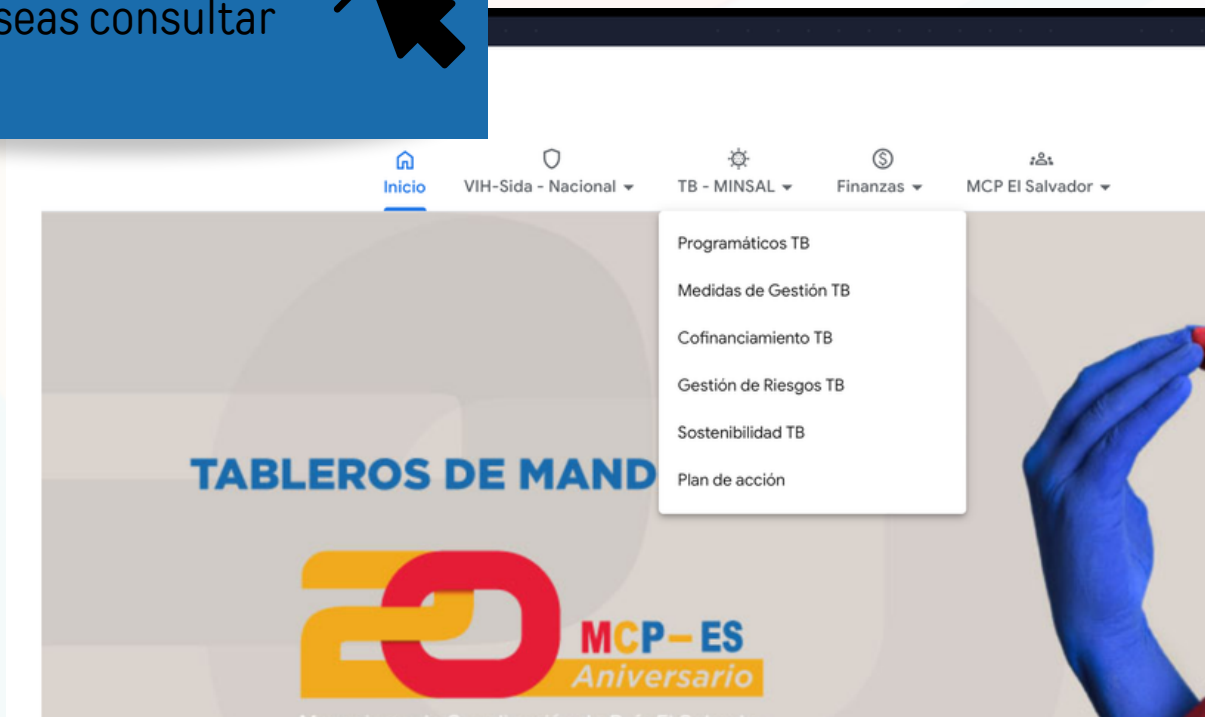 seas consultar
Inicio
VIH-Sida - Nacional
TB - MINSAL
Finanzas
MCP El Salvador
Programáticos TB
Medidas de Gestión TB
Cofinanciamiento TB
Gestión de Riesgos TB
Sostenibilidad TB
Plan de acción
TABLEROS DE MAND
20
MCP-ES
Aniversario